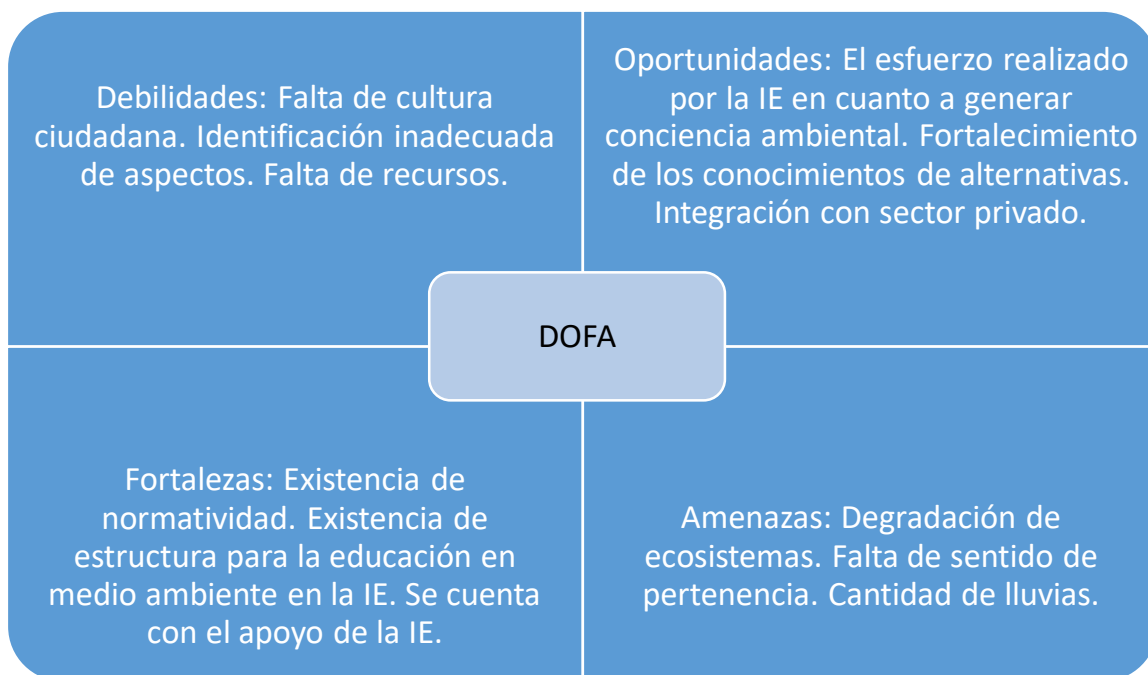 Debilidades: Falta de cultura
ciudadana. Identificación inadecuada
de aspectos. Falta de recursos.
Oportunidades: El esfuerzo realizado
por la IE en cuanto a generar
conciencia ambiental. Fortalecimiento
de los conocimientos de alternativas.
Integración con sector privado.
DOFA
Fortalezas: Existencia de
normatividad. Existencia de
estructura para la educación en
medio ambiente en la IE. Se cuenta
con el apoyo de la IE.
Amenazas: Degradación de
ecosistemas. Falta de sentido de
pertenencia. Cantidad de lluvias.